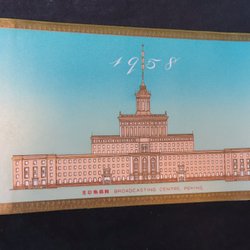 1958
BROADCASTING CENTRE, PEKING